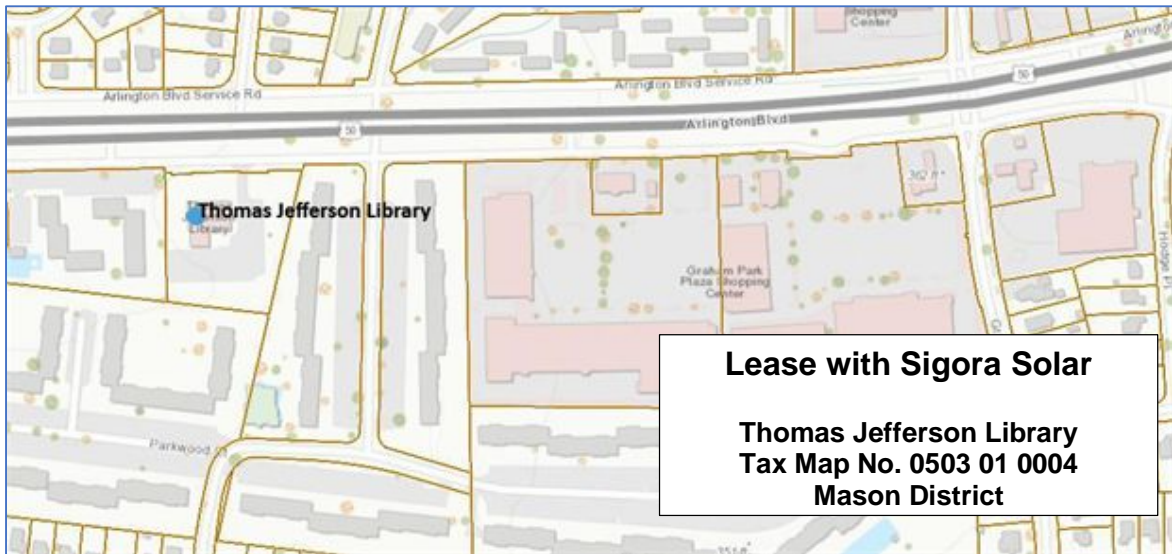 Shopping
Center
Arlington Blvd Service Rd
Arlington Blvd Service Rd
50
50
Arlington Blvd
Thomas Jefferson Library
Library
362 ft
Graham Park
Plaza Shopping
Center
Parkwood
Lease with Sigora Solar
Thomas Jefferson Library
Tax Map No. 0503 01 0004
Mason District